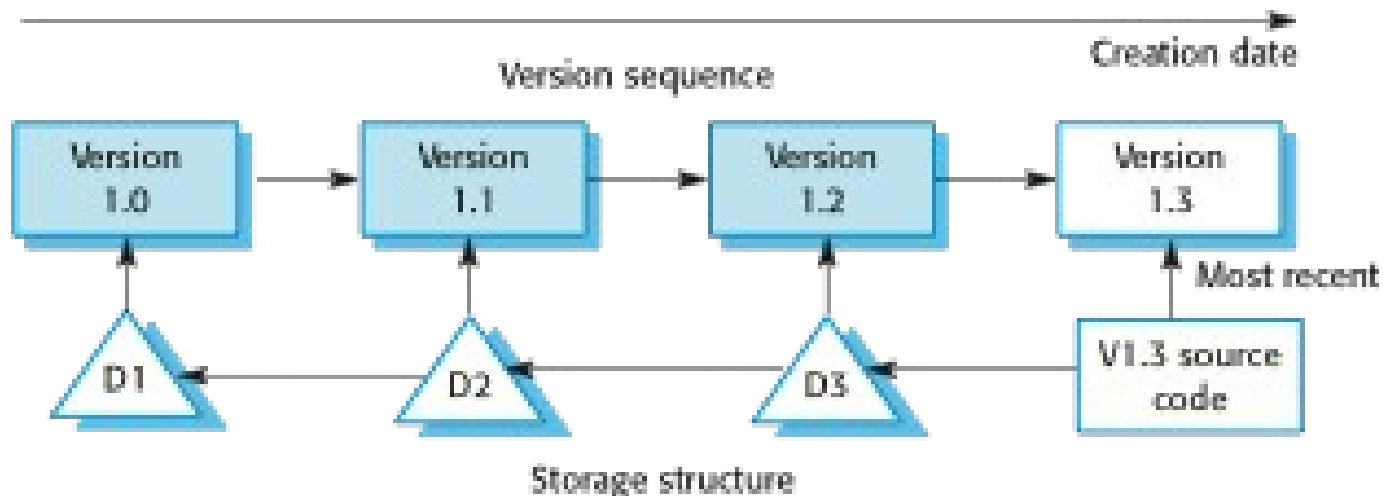 Creation date
Version sequence
Version
1.0
Version
1.1
Version
1.2
Version
1.3
Most recent
D1
D2
D3
V1.3 source
code
Storage structure